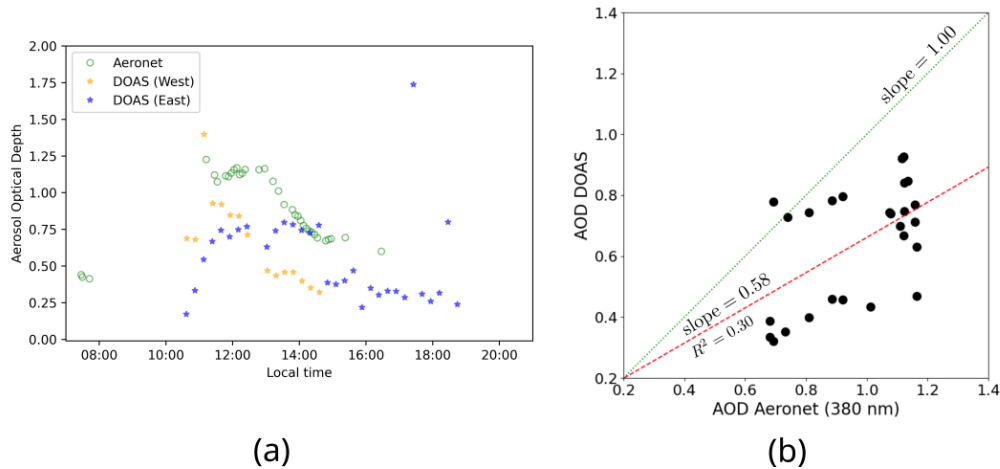 2.00
1.75
1.50
1.25
1.00
0.75
0.50
0.25
0.00
Aerosol Optical Depth
Aeronet
DOAS (West)
DOAS (East)
08:00 10:00 12:00 14:00 16:00 18:00 20:00
Local time
(a)
1.4
1.2
1.0
0.8
0.6
0.4
0.2
AOD DOAS
slope = 1.00
slope = 0.58
R² = 0.30
0.2 0.4 0.6 0.8 1.0 1.2 1.4
AOD Aeronet (380 nm)
(b)